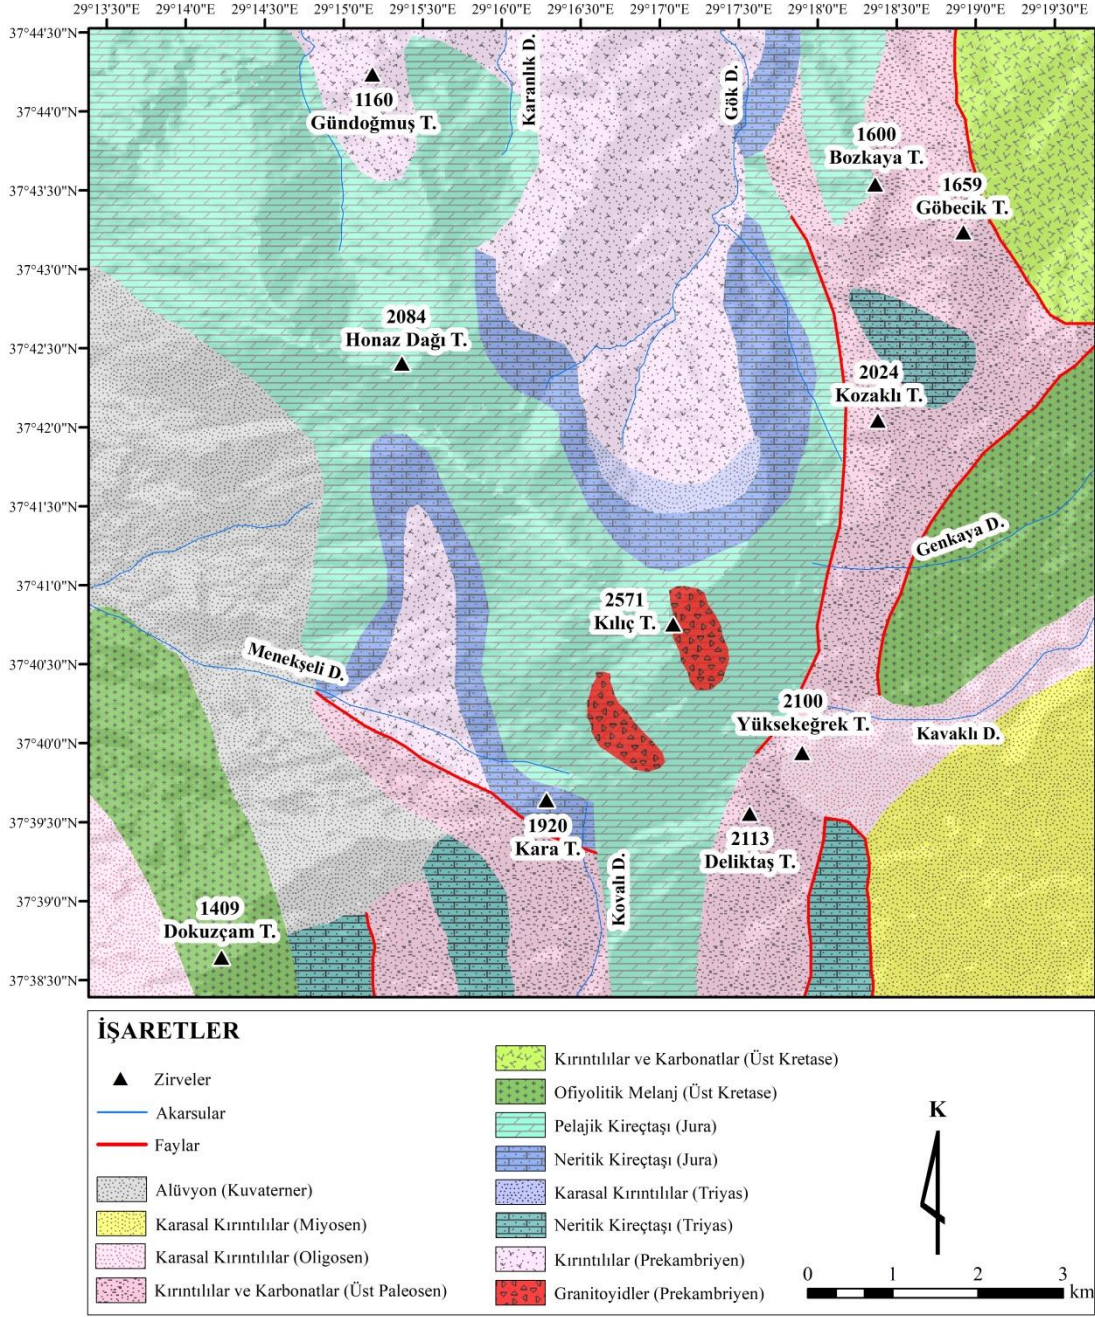 29°13'30"E 29°14'0"E 29°14'30"E 29°15'0"E 29°15'30"E 29°16'0"E 29°16'30"E 29°17'0"E 29°17'30"E 29°18'0"E 29°18'30"E 29°19'0"E 29°19'30"E
37°44'30"N
37°44'0"N
37°43'30"N
37°43'0"N
37°42'30"N
37°42'0"N
37°41'30"N
37°41'0"N
37°40'30"N
37°40'0"N
37°39'30"N
37°39'0"N
37°38'30"N
Karanlık D.
Gök D.
1160
Gündoğmuş T.
1600
Bozkaya T.
1659
Göbecik T.
2084
Honaz Dağı T.
2024
Kozaklı T.
Genkaya D.
2571
Kılıç T.
Menekşeli D.
2100
Yüksekeğrek T.
Kavaklı D.
1920
Kara T.
2113
Deliktaş T.
Kovalı D.
1409
Dokuzçam T.
İŞARETLER
Zirveler
Akarsular
Faylar
Alüvyon (Kuvaterner)
Karasal Kırıntılılar (Miyosen)
Karasal Kırıntılılar (Oligosen)
Kırıntılılar ve Karbonatlar (Üst Paleosen)
Kırıntılılar ve Karbonatlar (Üst Kretase)
Ofiyolitik Melanj (Üst Kretase)
Pelajik Kireçtaşı (Jura)
Neritik Kireçtaşı (Jura)
Karasal Kırıntılılar (Triyas)
Neritik Kireçtaşı (Triyas)
Kırıntılılar (Prekambriyen)
Granitoyidler (Prekambriyen)
K
0 1 2 3
km